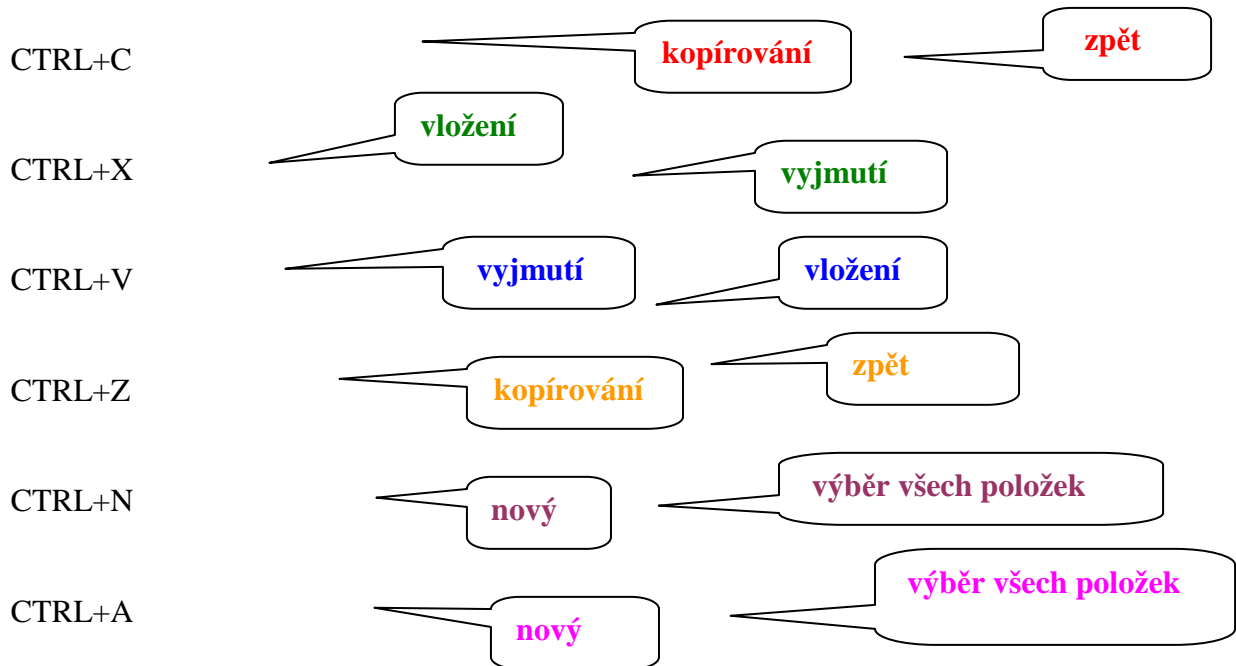 CTRL+C kopírování zpět
CTRL+X vložení vyjmutí
CTRL+V vyjmutí vložení
CTRL+Z kopírování zpět
CTRL+N nový výběr všech položek
CTRL+A nový výběr všech položek